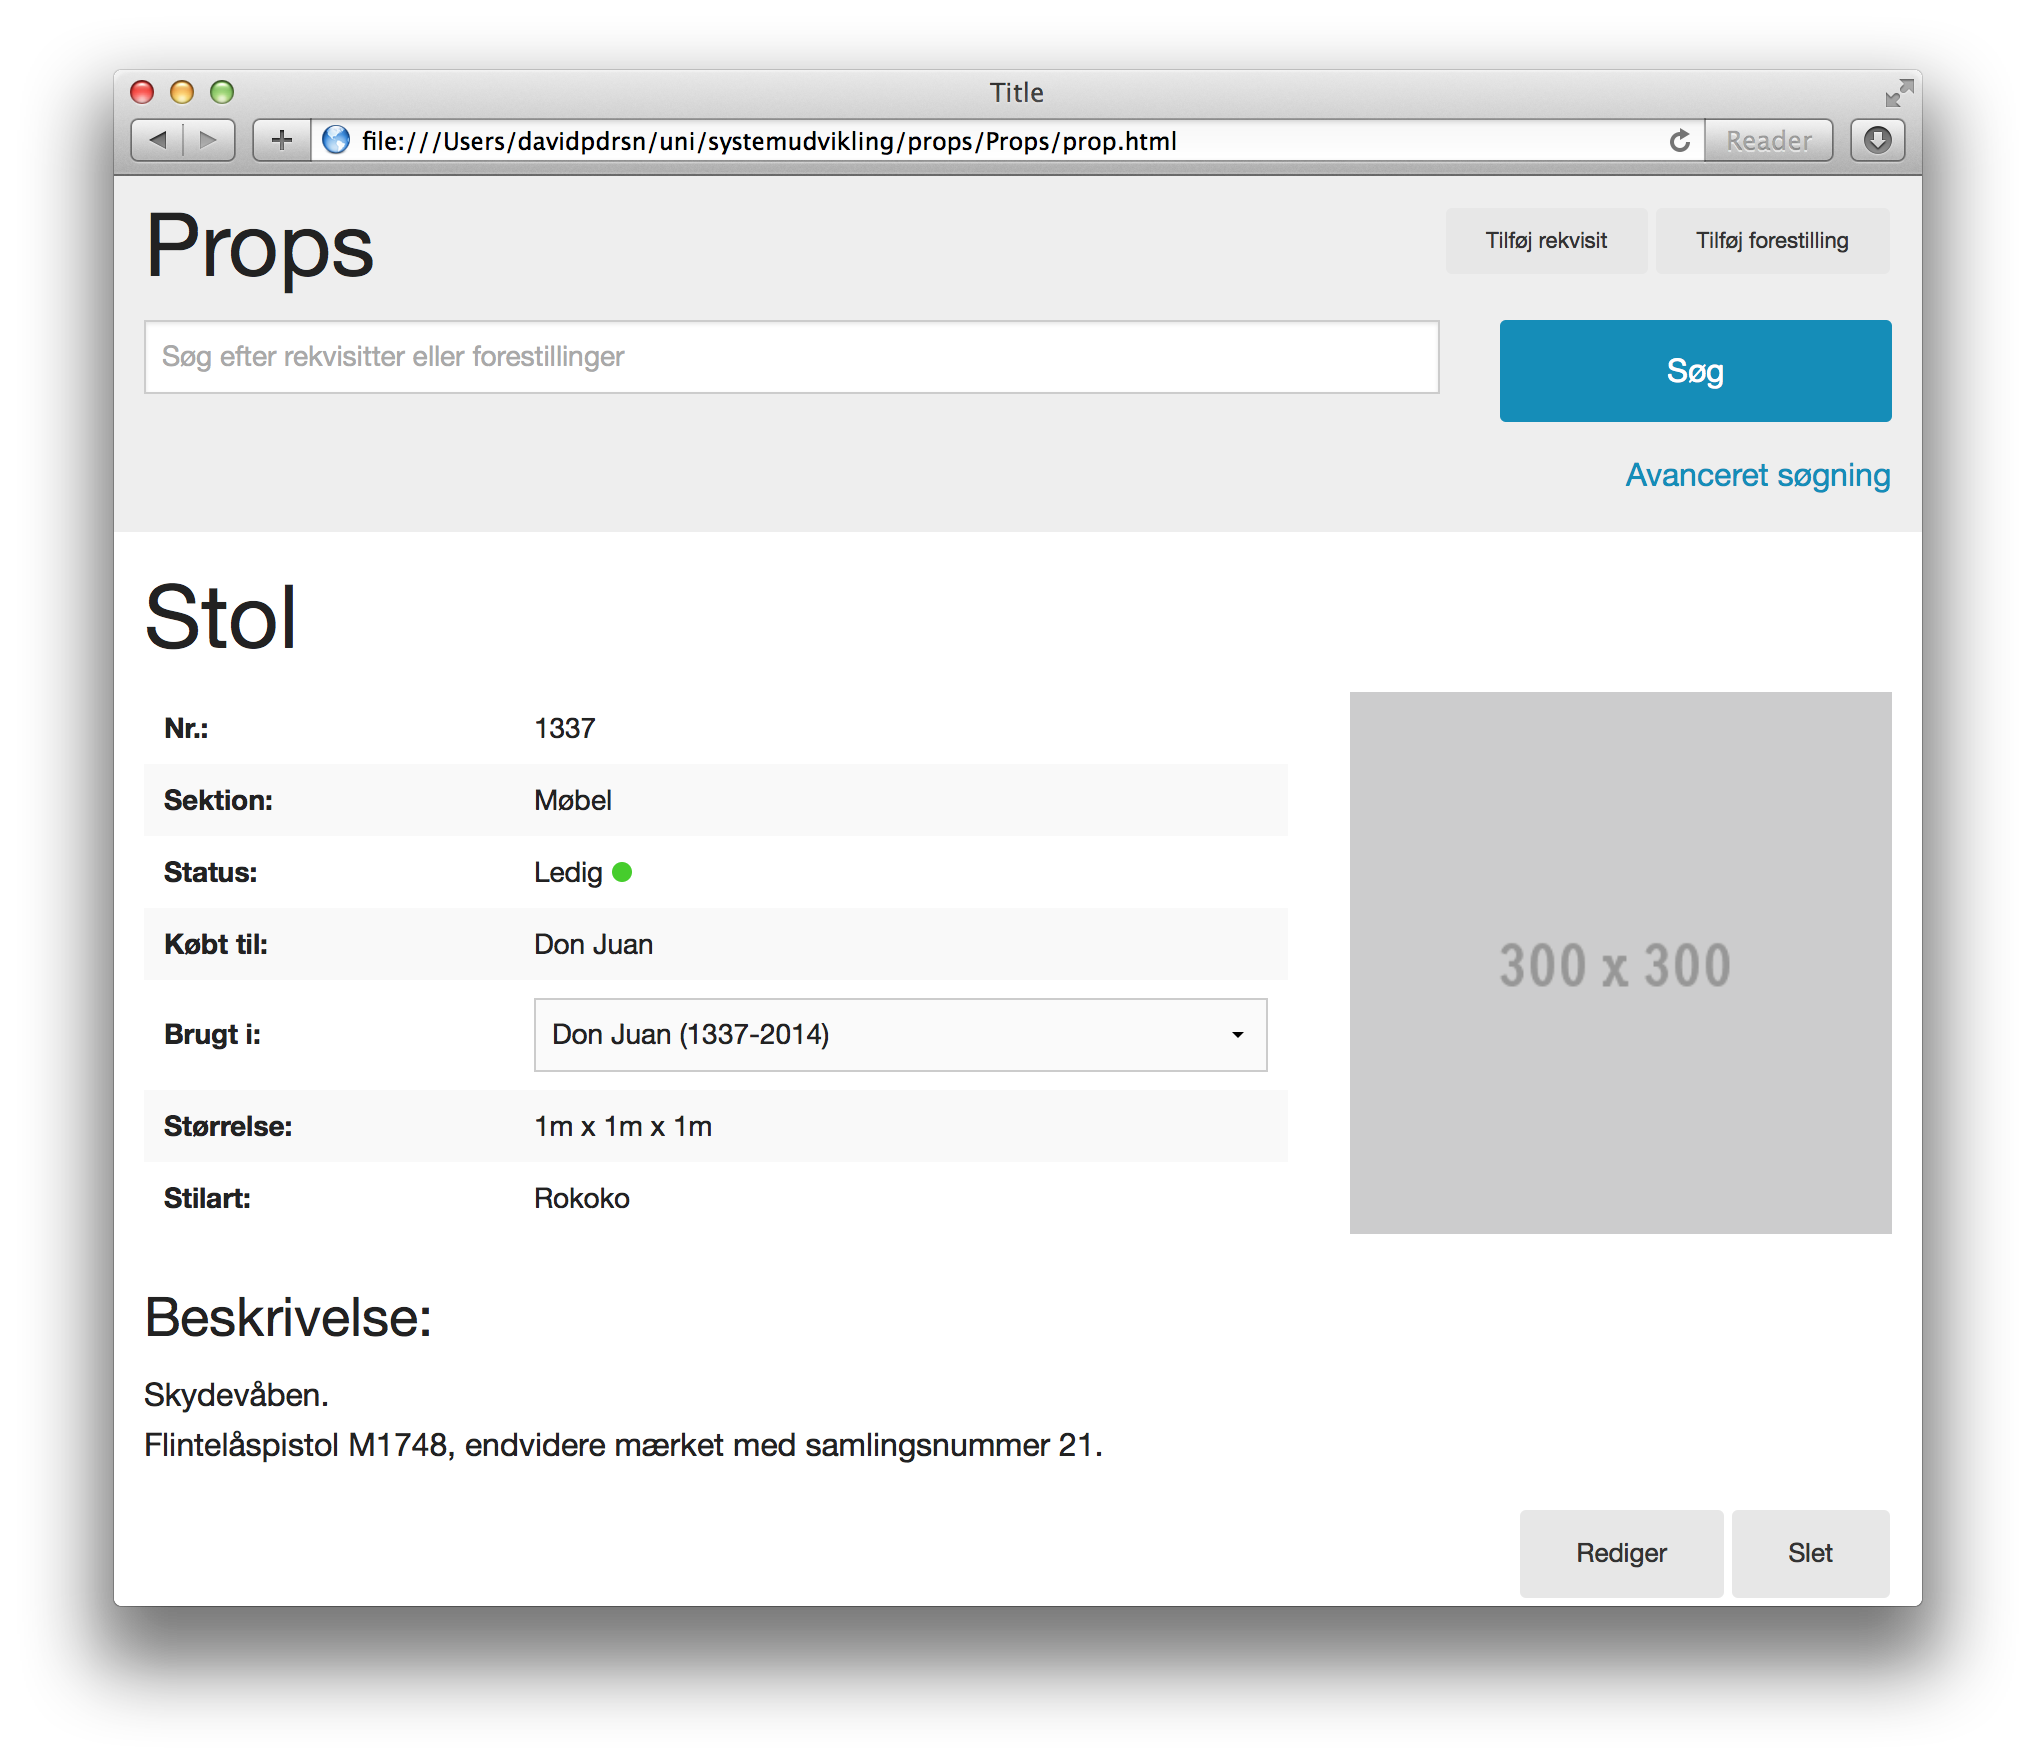 Title
file:///Users/davidpdrsn/uni/systemudvikling/props/Props/prop.html
Reader
Props
Tilføj rekvisit
Tilføj forestilling
Søg efter rekvisitter eller forestillinger
Søg
Avanceret søgning
Stol
Nr.: 1337
Sektion: Møbel
Status: Ledig
Købt til: Don Juan
Brugt i: Don Juan (1337-2014)
Størrelse: 1m x 1m x 1m
Stilart: Rokoko
300 x 300
Beskrivelse:
Skydevåben.
Flintelåspistol M1748, endvidere mærket med samlingsnummer 21.
Rediger
Slet